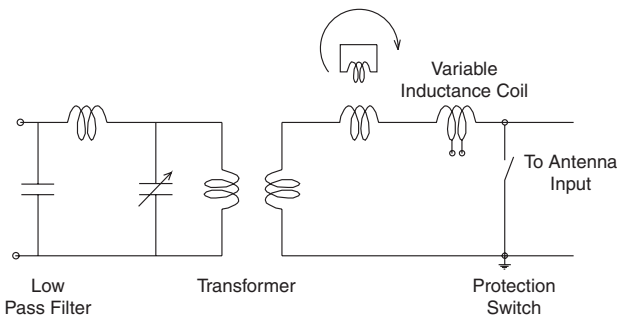 Variable
Inductance Coil
To Antenna
Input
Low
Pass Filter
Transformer
Protection
Switch